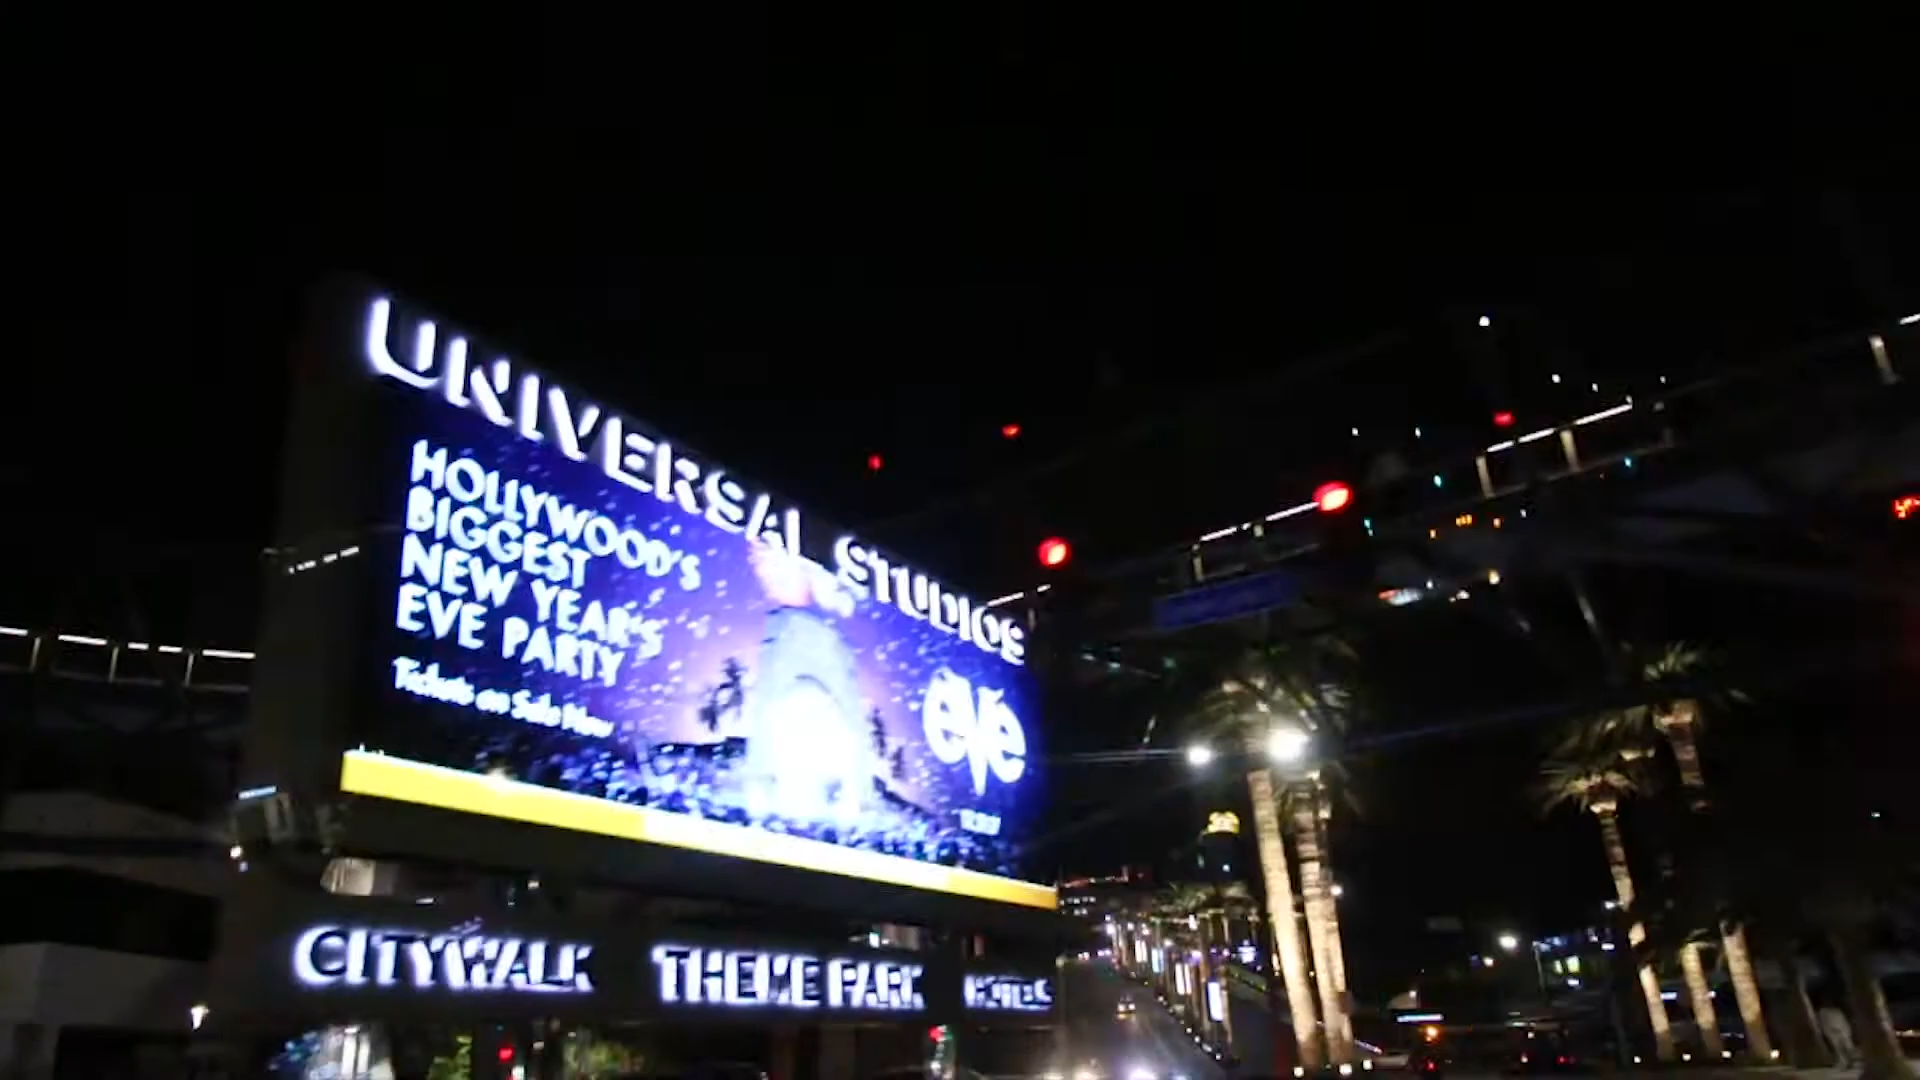 UNIVERSAL STUDIOS
HOLLYWOOD'S
BIGGEST
NEW YEAR'S
EVE PARTY
Tickets on Sale Now
eve
CITYWALK THEME PARK HOTELS